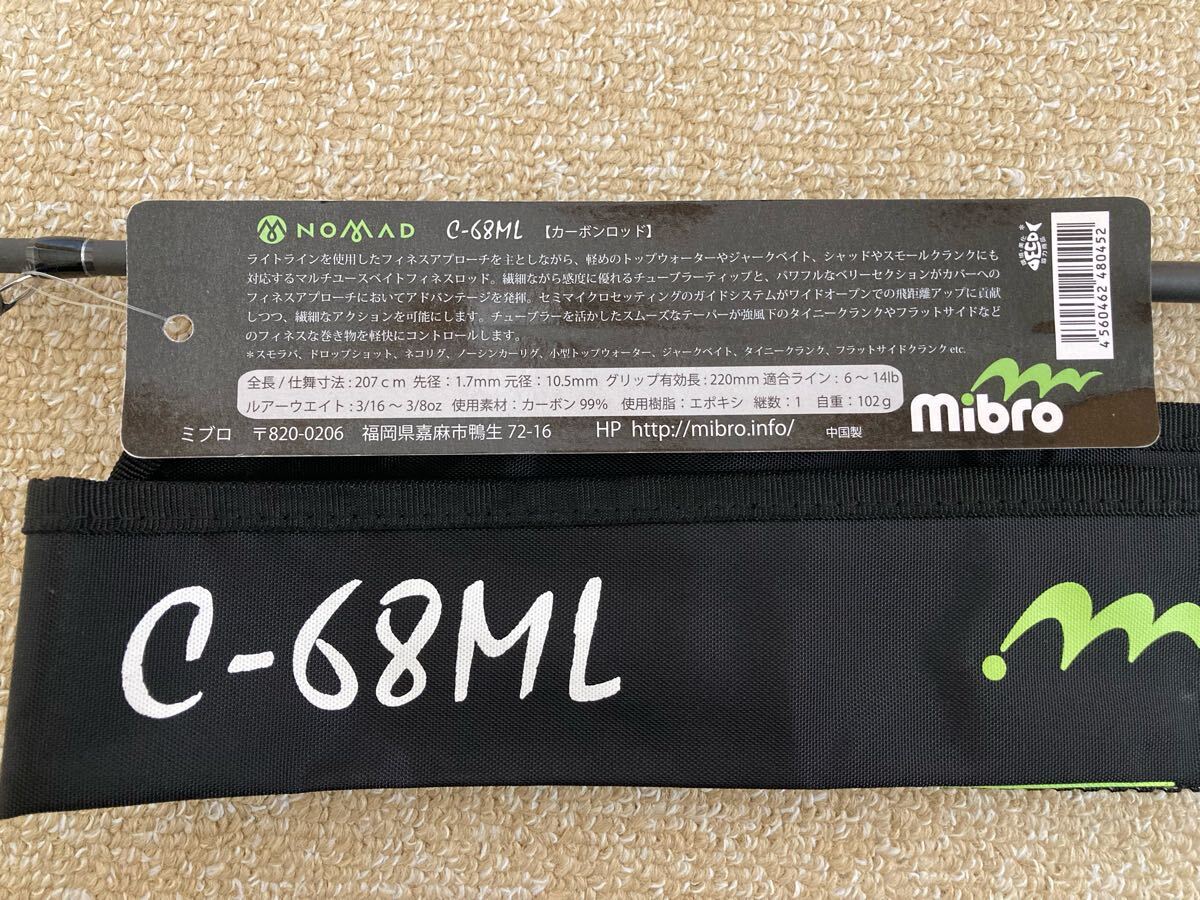 NOMAD C-68ML 【カーボンロッド】
ライトラインを使用したフィネスアプローチを主としながら、軽めのトップウォーターやジャークベイト、シャッドやスモールクランクにも
対応するマルチユースベイトフィネスロッド。繊細ながら感度に優れるチューブラーティップと、パワフルなベリーセクションがカバーへの
フィネスアプローチにおいてアドバンテージを発揮。セミマイクロセッティングのガイドシステムがワイドオープンでの飛距離アップに貢献
しつつ、繊細なアクションを可能にします。チューブラーを活かしたスムーズなテーパーが強風下のタイニークランクやフラットサイドなど
のフィネスな巻き物を軽快にコントロールします。
＊スモラバ、ドロップショット、ネコリグ、ノーシンカーリグ、小型トップウォーター、ジャークベイト、タイニークランク、フラットサイドクランク etc.
全長 / 仕舞寸法 : 207ｃｍ 先径：1.7mm 元径：10.5mm グリップ有効長 : 220mm 適合ライン : 6 〜 14lb
ルアーウエイト : 3/16 〜 3/8oz 使用素材：カーボン 99% 使用樹脂：エポキシ 継数：1 自重：102ｇ
ミブロ 〒820-0206 福岡県嘉麻市鴨生 72-16 HP http://mibro.info/ 中国製
mibro
4 560462 480452
C-68ML